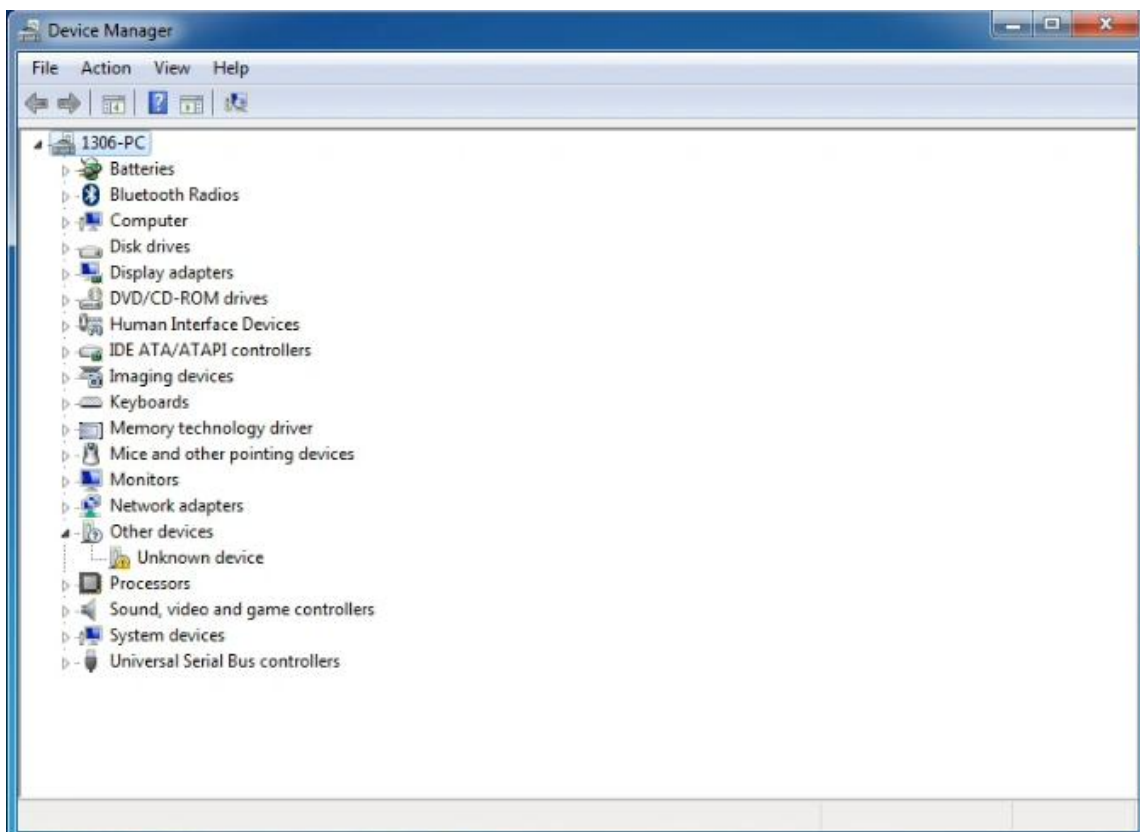 Device Manager
File Action View Help
1306-PC
Batteries
Bluetooth Radios
Computer
Disk drives
Display adapters
DVD/CD-ROM drives
Human Interface Devices
IDE ATA/ATAPI controllers
Imaging devices
Keyboards
Memory technology driver
Mice and other pointing devices
Monitors
Network adapters
Other devices
Unknown device
Processors
Sound, video and game controllers
System devices
Universal Serial Bus controllers